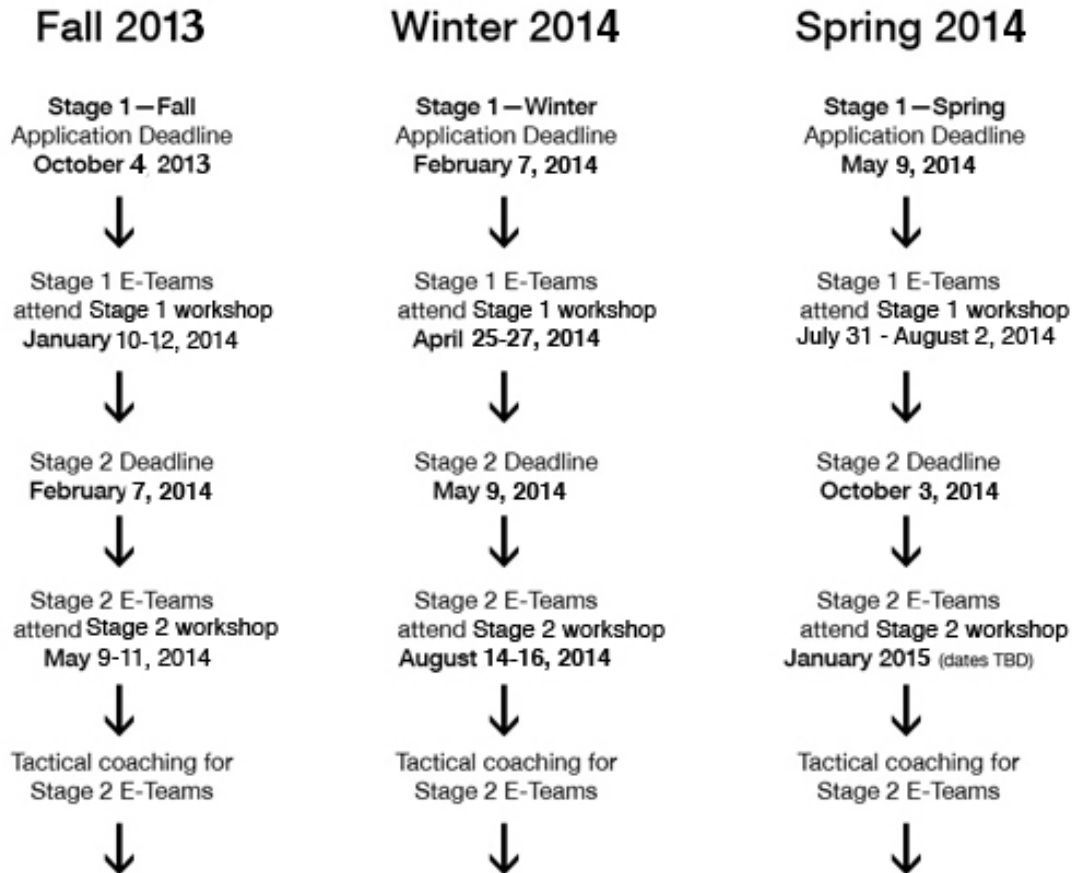 Fall 2013
Stage 1—Fall
Application Deadline
October 4 2013
Stage 1 E-Teams
attend Stage 1 workshop
January 10-12, 2014
Stage 2 Deadline
February 7, 2014
Stage 2 E-Teams
attend Stage 2 workshop
May 9-11, 2014
Tactical coaching for
Stage 2 E-Teams
Winter 2014
Stage 1—Winter
Application Deadline
February 7, 2014
Stage 1 E-Teams
attend Stage 1 workshop
April 25-27, 2014
Stage 2 Deadline
May 9, 2014
Stage 2 E-Teams
attend Stage 2 workshop
August 14-16, 2014
Tactical coaching for
Stage 2 E-Teams
Spring 2014
Stage 1—Spring
Application Deadline
May 9, 2014
Stage 1 E-Teams
attend Stage 1 workshop
July 31 - August 2, 2014
Stage 2 Deadline
October 3, 2014
Stage 2 E-Teams
attend Stage 2 workshop
January 2015 (dates TBD)
Tactical coaching for
Stage 2 E-Teams